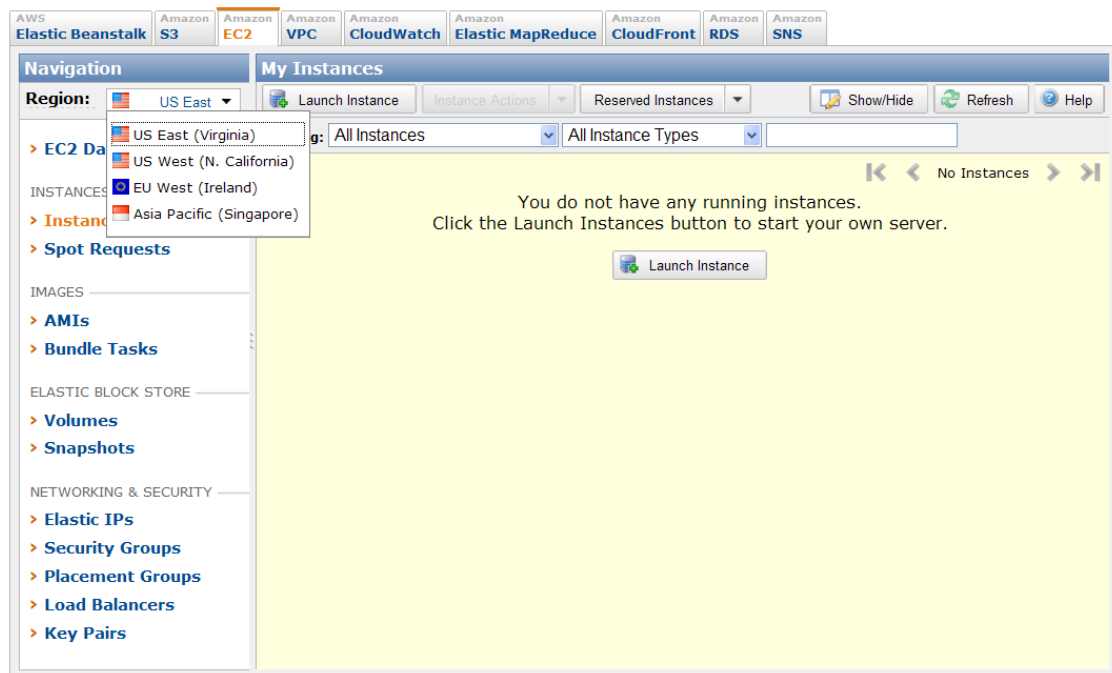 AWS Amazon Amazon Amazon Amazon Amazon Amazon Amazon Amazon
Elastic Beanstalk S3 EC2 VPC CloudWatch Elastic MapReduce CloudFront RDS SNS
Navigation
Region: US East
US East (Virginia)
US West (N. California)
EU West (Ireland)
Asia Pacific (Singapore)
> EC2 Da
INSTANCES
> Instanc
> Spot Requests
IMAGES
> AMIs
> Bundle Tasks
ELASTIC BLOCK STORE
> Volumes
> Snapshots
NETWORKING & SECURITY
> Elastic IPs
> Security Groups
> Placement Groups
> Load Balancers
> Key Pairs
My Instances
Launch Instance Instance Actions Reserved Instances Show/Hide Refresh Help
g: All Instances All Instance Types
No Instances
You do not have any running instances.
Click the Launch Instances button to start your own server.
Launch Instance